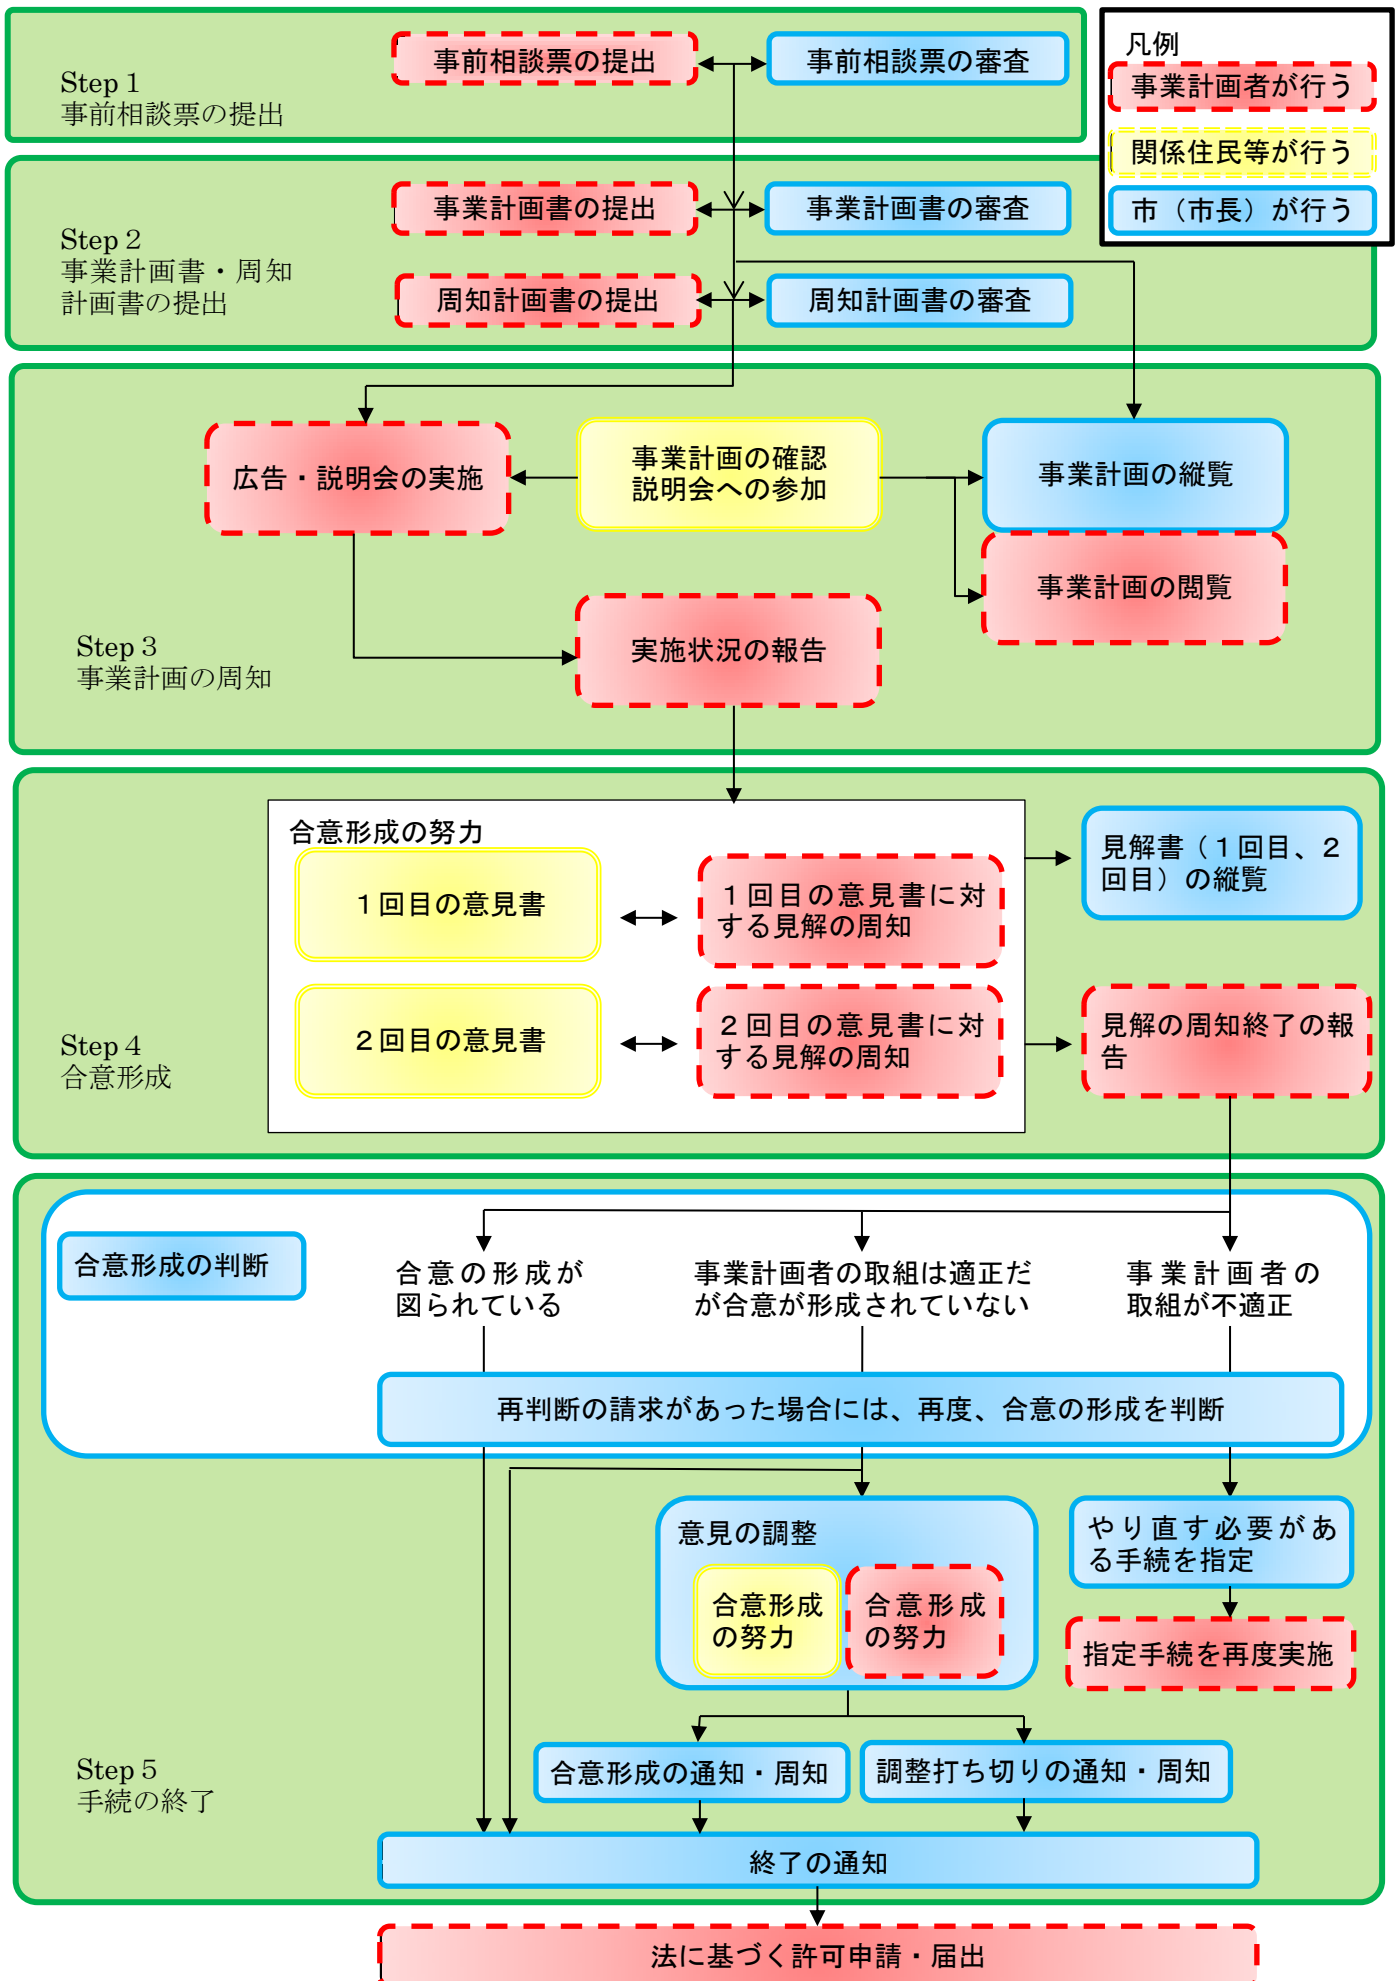 凡例
事業計画者が行う
関係住民等が行う
市（市長）が行う
Step１
事前相談票の提出
事前相談票の提出
事前相談票の審査
Step２
事業計画書・周知
計画書の提出
事業計画書の提出
事業計画書の審査
周知計画書の提出
周知計画書の審査
Step３
事業計画の周知
広告・説明会の実施
事業計画の確認
説明会への参加
事業計画の縦覧
事業計画の閲覧
実施状況の報告
Step４
合意形成
合意形成の努力
１回目の意見書
１回目の意見書に対
する見解の周知
２回目の意見書
２回目の意見書に対
する見解の周知
見解書（１回目、２
回目）の縦覧
見解の周知終了の報
告
Step５
手続の終了
合意形成の判断
合意の形成が
図られている
事業計画者の取組は適正だ
が合意が形成されていない
事業計画者の
取組が不適正
再判断の請求があった場合には、再度、合意の形成を判断
意見の調整
合意形成
の努力
合意形成
の努力
やり直す必要があ
る手続を指定
指定手続を再度実施
合意形成の通知・周知
調整打ち切りの通知・周知
終了の通知
法に基づく許可申請・届出